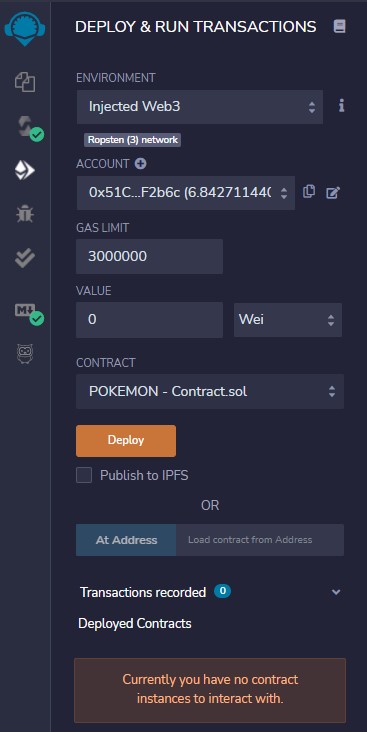 DEPLOY & RUN TRANSACTIONS
ENVIRONMENT
Injected Web3
Ropsten (3) network
ACCOUNT
0x51C...F2b6c (6.842711440
GAS LIMIT
3000000
VALUE
0 Wei
CONTRACT
POKEMON - Contract.sol
Deploy
Publish to IPFS
OR
At Address Load contract from Address
Transactions recorded 0
Deployed Contracts
Currently you have no contract
instances to interact with.